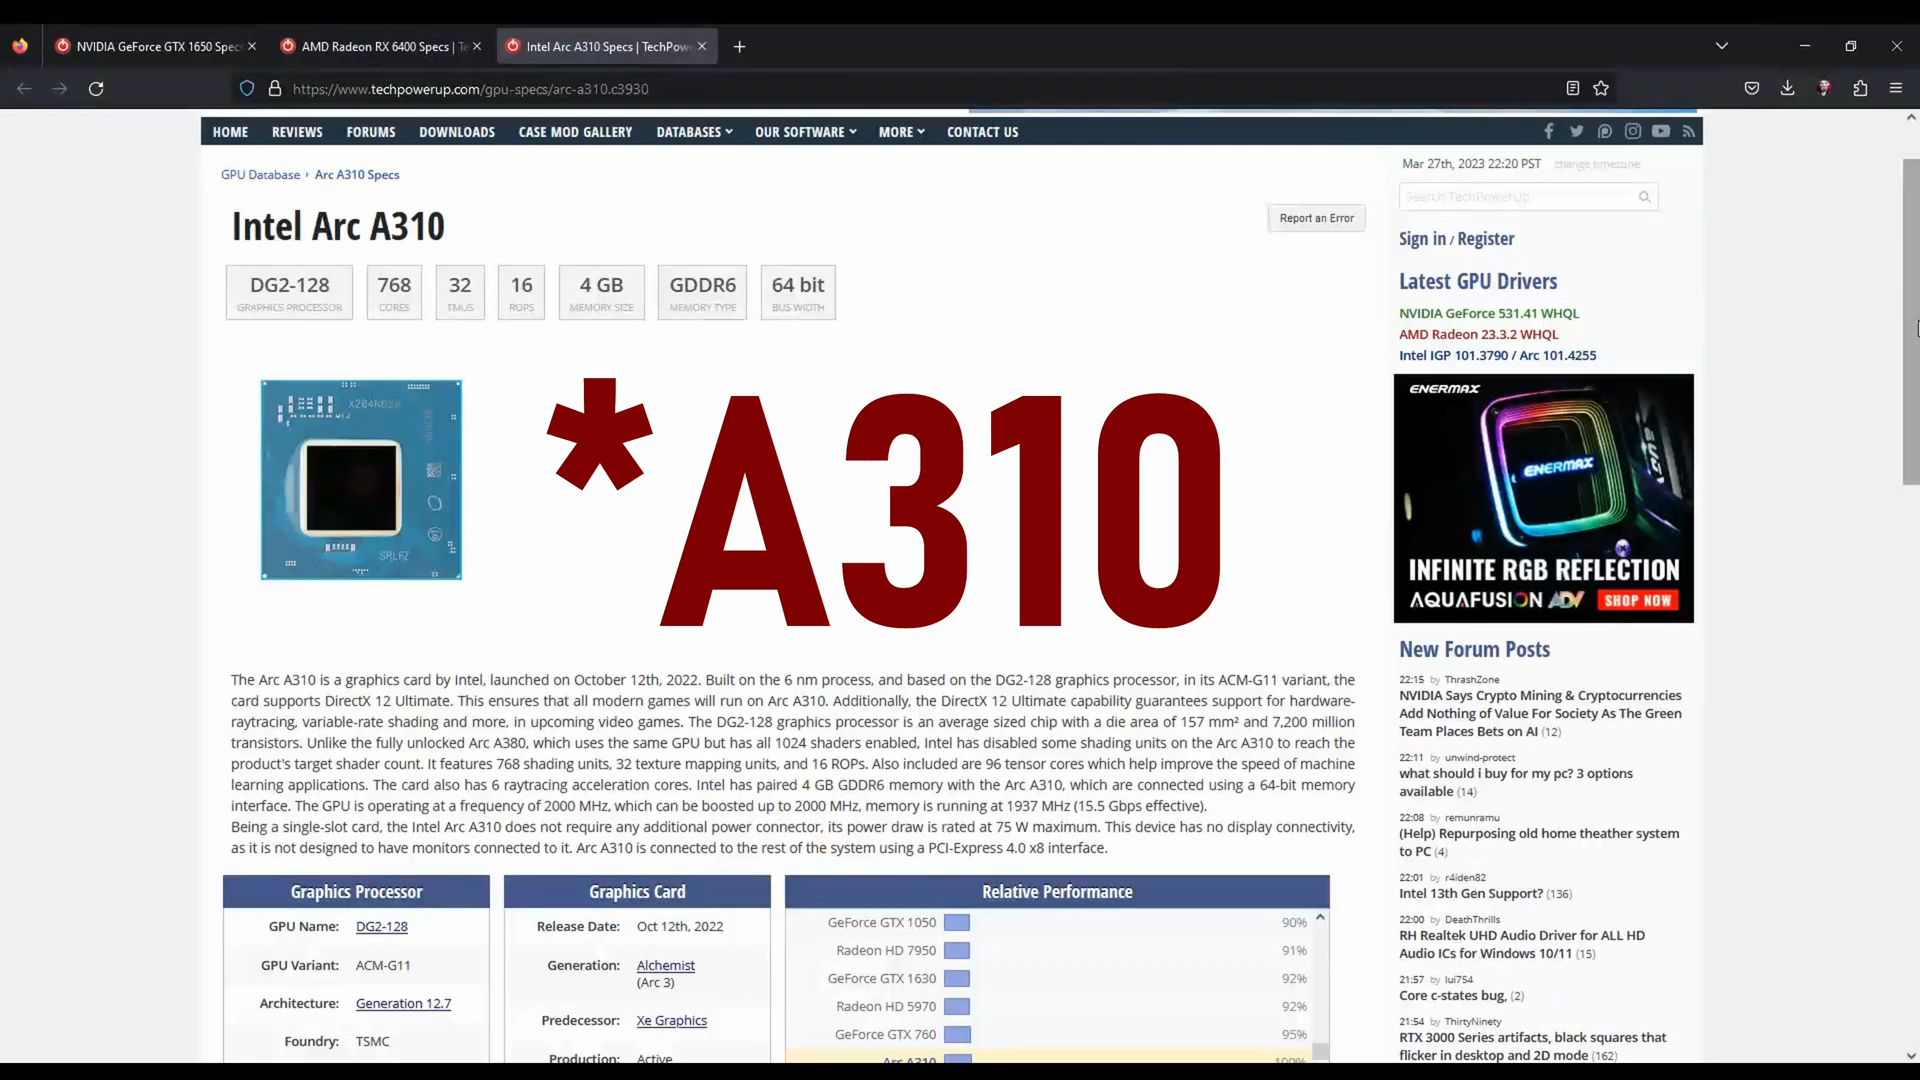 NVIDIA GeForce GTX 1650 Spec
AMD Radeon RX 6400 Specs | Te
Intel Arc A310 Specs | TechPow
https://www.techpowerup.com/gpu-specs/arc-a310.c3930
HOME REVIEWS FORUMS DOWNLOADS CASE MOD GALLERY DATABASES OUR SOFTWARE MORE CONTACT US
GPU Database › Arc A310 Specs
Mar 27th, 2023 22:20 PST change timezone
Search TechPowerUp
Intel Arc A310
Report an Error
Sign in / Register
DG2-128 768 32 16 4 GB GDDR6 64 bit
GRAPHICS PROCESSOR CORES TMUS ROPS MEMORY SIZE MEMORY TYPE BUS WIDTH
Latest GPU Drivers
NVIDIA GeForce 531.41 WHQL
AMD Radeon 23.3.2 WHQL
Intel IGP 101.3790 / Arc 101.4255
*A310
SRLFZ
ENERMAX
ENERMAX
INFINITE RGB REFLECTION
AQUAFUSION ADV SHOP NOW
The Arc A310 is a graphics card by Intel, launched on October 12th, 2022. Built on the 6 nm process, and based on the DG2-128 graphics processor, in its ACM-G11 variant, the
card supports DirectX 12 Ultimate. This ensures that all modern games will run on Arc A310. Additionally, the DirectX 12 Ultimate capability guarantees support for hardware-
raytracing, variable-rate shading and more, in upcoming video games. The DG2-128 graphics processor is an average sized chip with a die area of 157 mm² and 7,200 million
transistors. Unlike the fully unlocked Arc A380, which uses the same GPU but has all 1024 shaders enabled, Intel has disabled some shading units on the Arc A310 to reach the
product's target shader count. It features 768 shading units, 32 texture mapping units, and 16 ROPs. Also included are 96 tensor cores which help improve the speed of machine
learning applications. The card also has 6 raytracing acceleration cores. Intel has paired 4 GB GDDR6 memory with the Arc A310, which are connected using a 64-bit memory
interface. The GPU is operating at a frequency of 2000 MHz, which can be boosted up to 2000 MHz, memory is running at 1937 MHz (15.5 Gbps effective).
Being a single-slot card, the Intel Arc A310 does not require any additional power connector, its power draw is rated at 75 W maximum. This device has no display connectivity,
as it is not designed to have monitors connected to it. Arc A310 is connected to the rest of the system using a PCI-Express 4.0 x8 interface.
Graphics Processor
GPU Name: DG2-128
GPU Variant: ACM-G11
Architecture: Generation 12.7
Foundry: TSMC
Graphics Card
Release Date: Oct 12th, 2022
Generation: Alchemist
(Arc 3)
Predecessor: Xe Graphics
Production: Active
Relative Performance
GeForce GTX 1050 90%
Radeon HD 7950 91%
GeForce GTX 1630 92%
Radeon HD 5970 92%
GeForce GTX 760 95%
Arc A310 100%
New Forum Posts
22:15 by ThrashZone
NVIDIA Says Crypto Mining & Cryptocurrencies
Add Nothing of Value For Society As The Green
Team Places Bets on AI (12)
22:11 by unwind-protect
what should i buy for my pc? 3 options
available (14)
22:08 by remunramu
(Help) Repurposing old home theather system
to PC (4)
22:01 by r4iden82
Intel 13th Gen Support? (136)
22:00 by DeathThrills
RH Realtek UHD Audio Driver for ALL HD
Audio ICs for Windows 10/11 (15)
21:57 by lui754
Core c-states bug, (2)
21:54 by ThirtyNinety
RTX 3000 Series artifacts, black squares that
flicker in desktop and 2D mode (162)